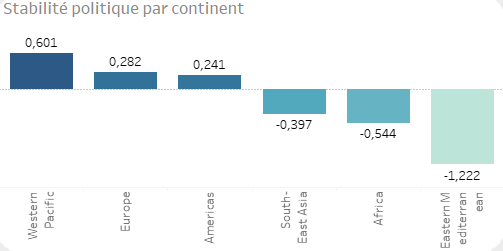 Stabilité politique par continent
0,601
0,282
0,241
-0,397
-0,544
-1,222
Western
Pacific
Europe
Americas
South-
East Asia
Africa
Eastern M
editerran
ean